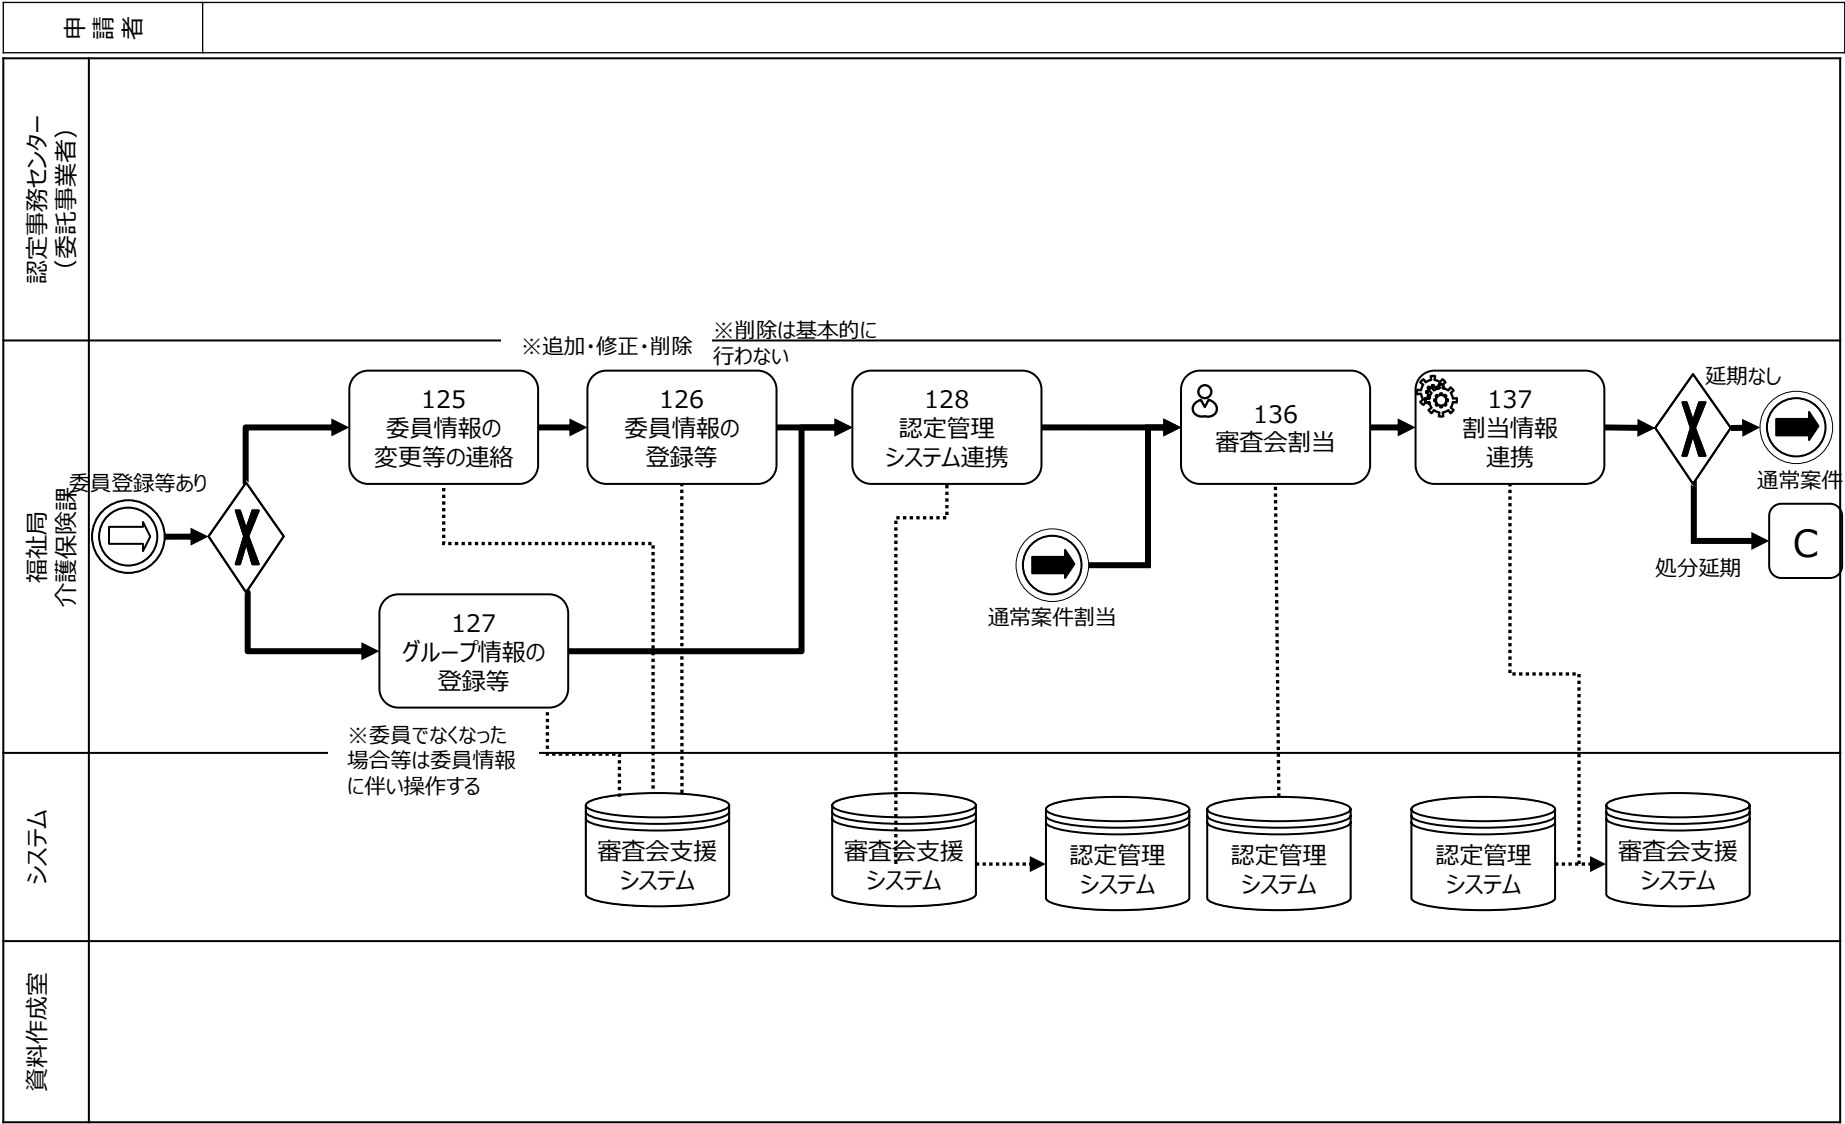 申請者
認定事務センター
（委託事業者）
※追加・修正・削除
※削除は基本的に
行わない
福祉局
介護保険課
委員登録等あり
125
委員情報の
変更等の連絡
126
委員情報の
登録等
128
認定管理
システム連携
136
審査会割当
137
割当情報
連携
延期なし
通常案件
C
処分延期
通常案件割当
127
グループ情報の
登録等
※委員でなくなった
場合等は委員情報
に伴い操作する
システム
審査会支援
システム
審査会支援
システム
認定管理
システム
認定管理
システム
認定管理
システム
審査会支援
システム
資料作成室